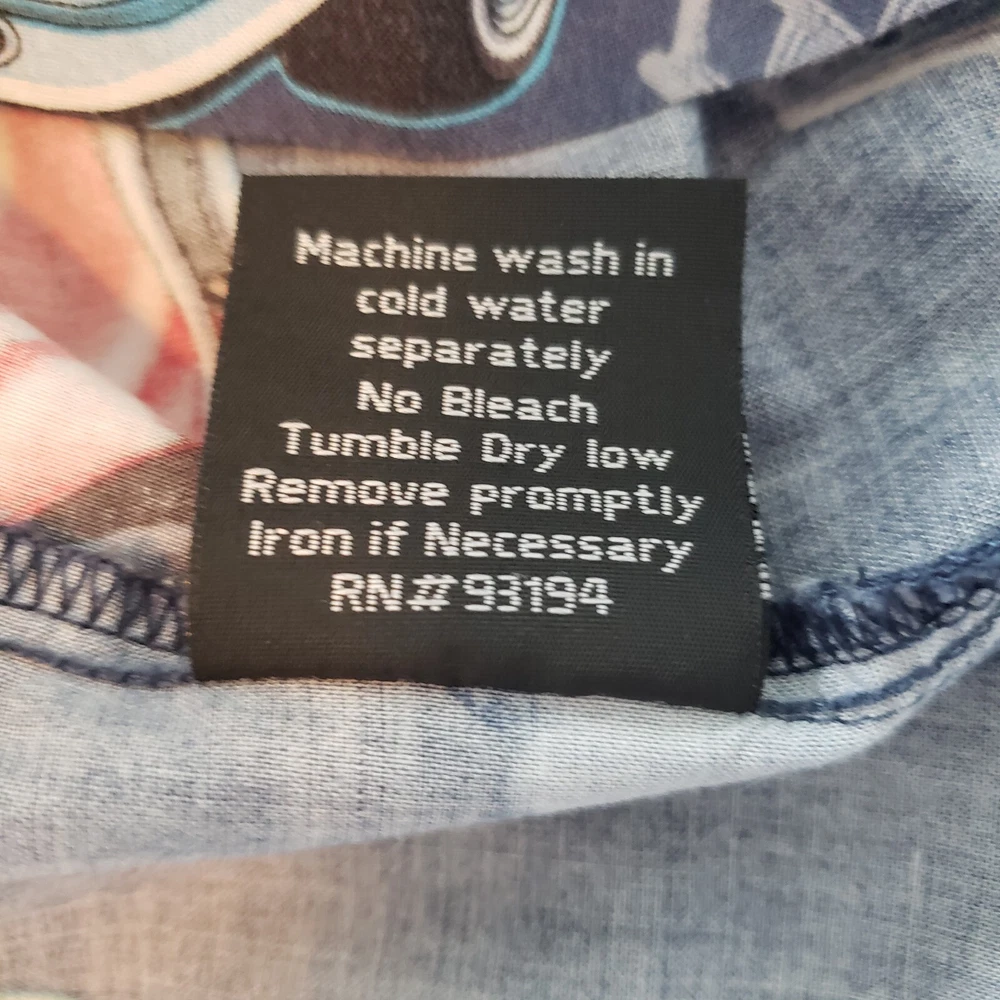 Machine wash in
cold water
separately
No Bleach
Tumble Dry low
Remove promptly
Iron if Necessary
RN#93194